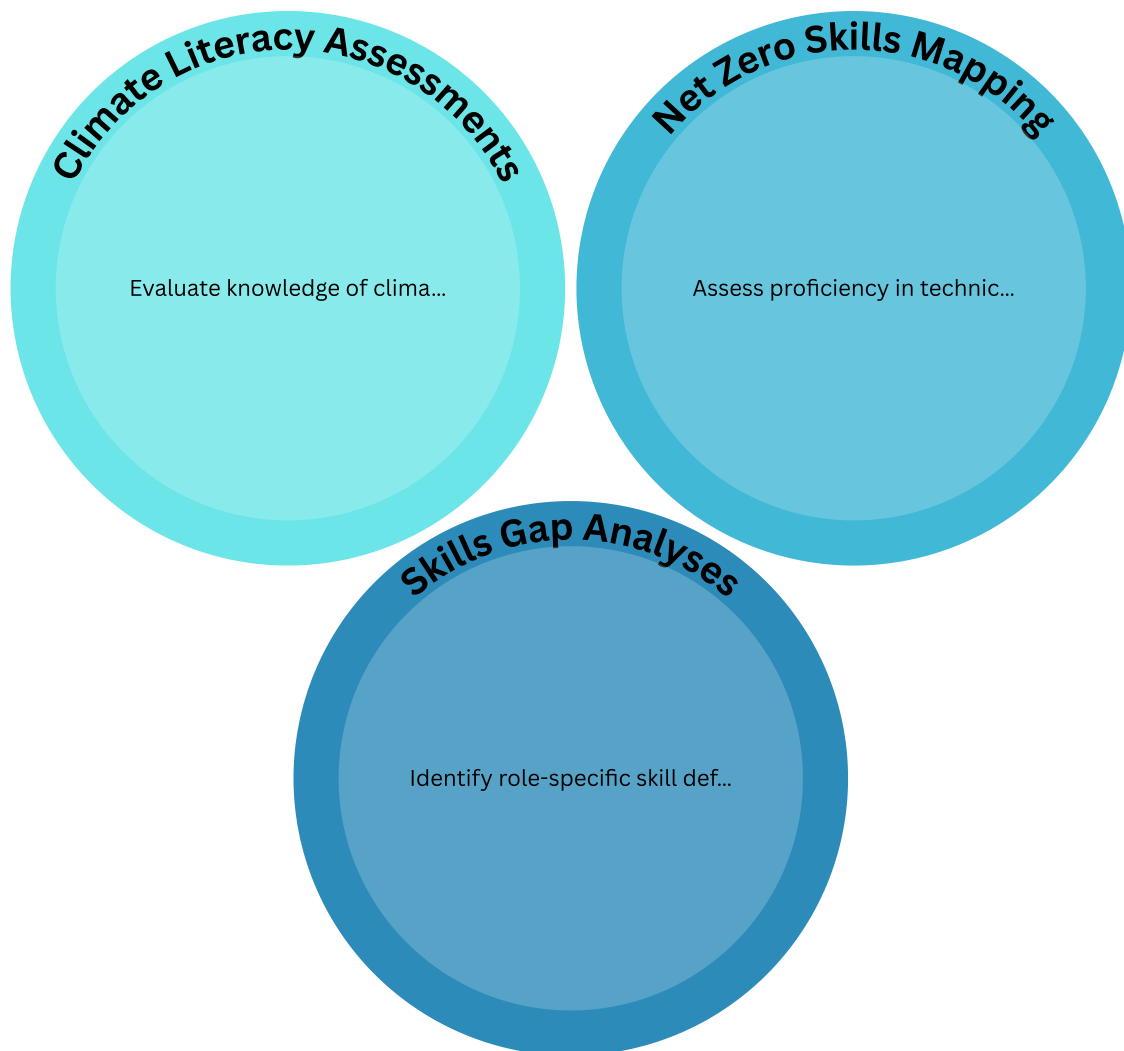 Climate Literacy Assessments
Evaluate knowledge of clima...
Net Zero Skills Mapping
Assess proficiency in technic...
Skills Gap Analyses
Identify role-specific skill def...